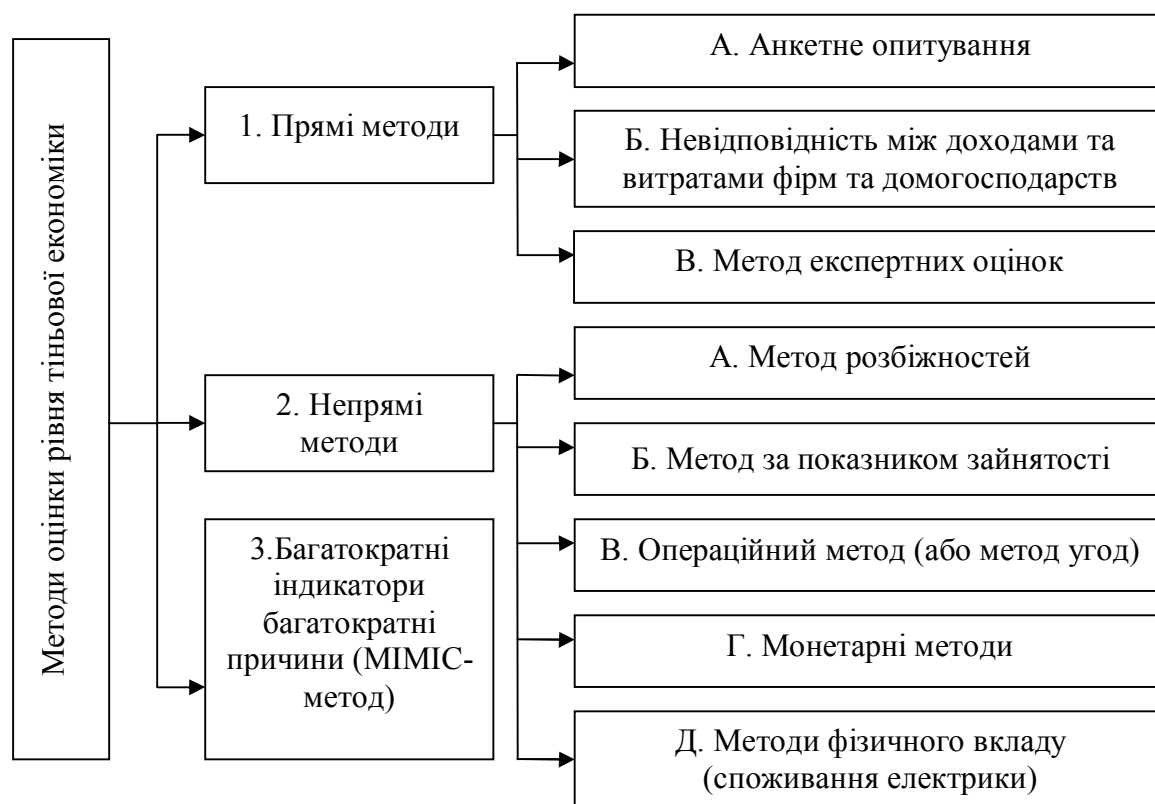 Методи оцінки рівня тіньової економіки
1. Прямі методи
А. Анкетне опитування
Б. Невідповідність між доходами та
витратами фірм та домогосподарств
В. Метод експертних оцінок
2. Непрямі
методи
А. Метод розбіжностей
Б. Метод за показником зайнятості
В. Операційний метод (або метод угод)
Г. Монетарні методи
Д. Методи фізичного вкладу
(споживання електрики)
3.Багатократні
індикатори
багатократні
причини (МІМІС-
метод)